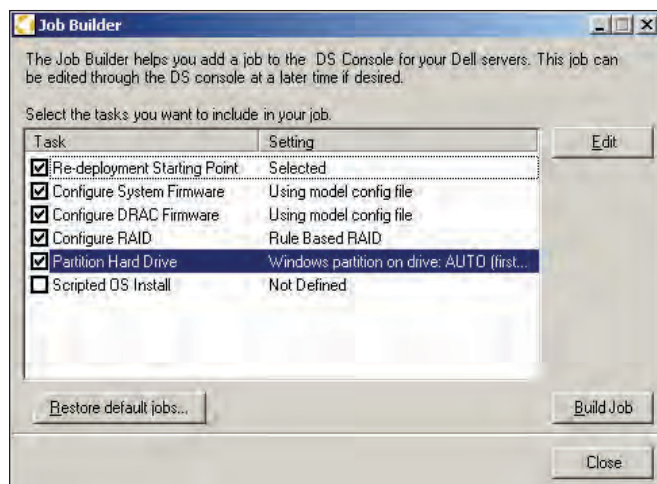 Job Builder
The Job Builder helps you add a job to the DS Console for your Dell servers. This job can
be edited through the DS console at a later time if desired.
Select the tasks you want to include in your job.
Task Setting
Edit
Re-deployment Starting Point Selected
Configure System Firmware Using model config file
Configure DRAC Firmware Using model config file
Configure RAID Rule Based RAID
Partition Hard Drive Windows partition on drive: AUTO (first...
Scripted OS Install Not Defined
Restore default jobs...
Build Job
Close